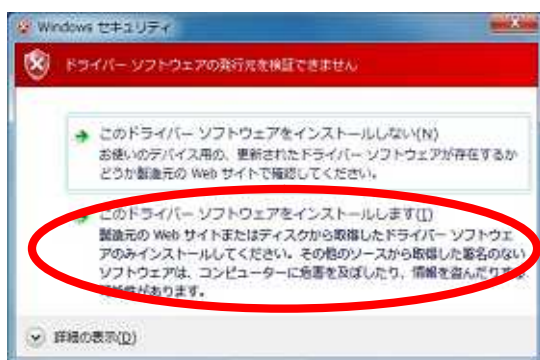 Windows セキュリティ
ドライバー ソフトウェアの発行元を検証できません
このドライバー ソフトウェアをインストールしない(N)
お使いのデバイス用の、更新されたドライバー ソフトウェアが存在するか
どうか製造元の Web サイトで確認してください。
このドライバー ソフトウェアをインストールします(I)
製造元の Web サイトまたはディスクから取得したドライバー ソフトウェ
アのみインストールしてください。その他のソースから取得した署名のない
ソフトウェアは、コンピューターに危害を及ぼしたり、情報を盗んだりする
可能性があります。
詳細の表示(D)